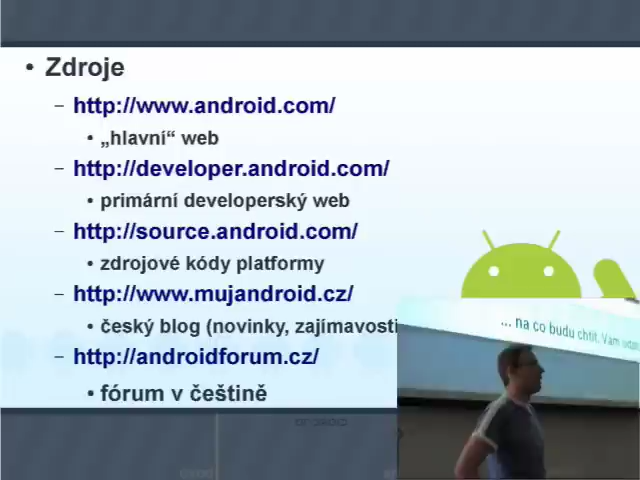 Zdroje
http://www.android.com/
„hlavní“ web
http://developer.android.com/
primární developerský web
http://source.android.com/
zdrojové kódy platformy
http://www.mujandroid.cz/
český blog (novinky, zajímavosti
... na co budu chtít, Vám
http://androidforum.cz/
fórum v češtině